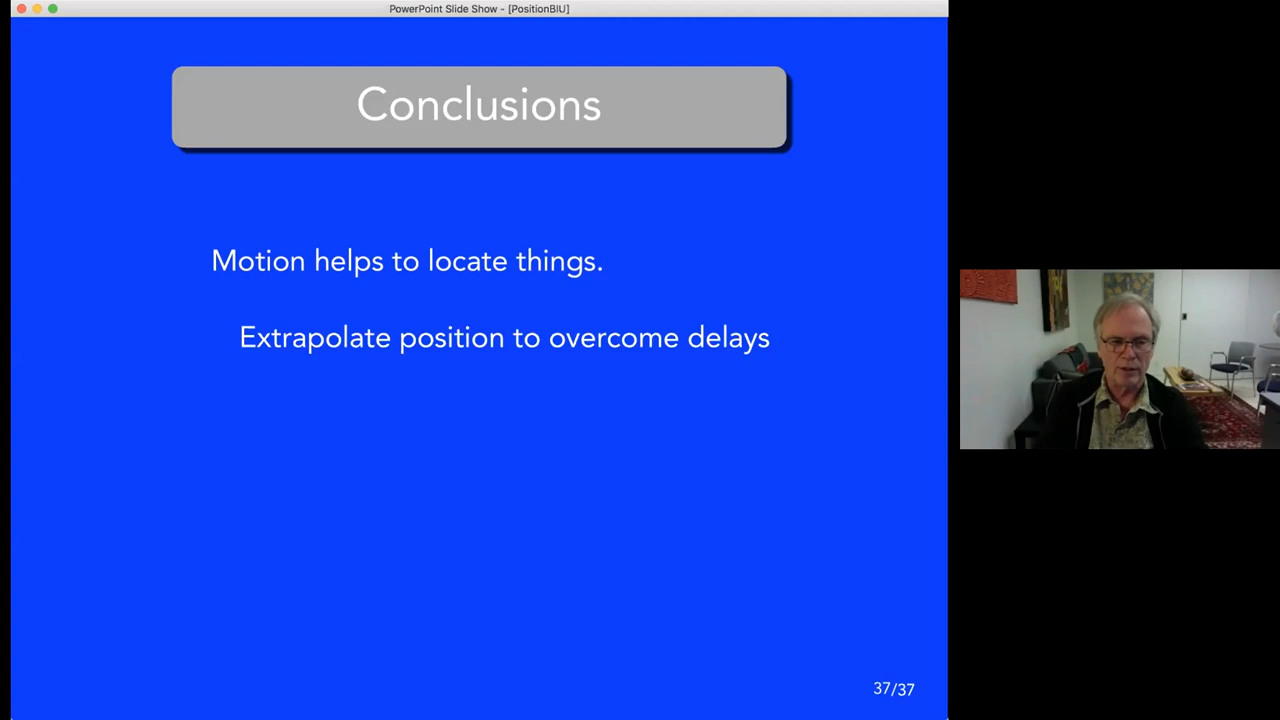 PowerPoint Slide Show - [PositionBIU]
Conclusions
Motion helps to locate things.
Extrapolate position to overcome delays
37/37